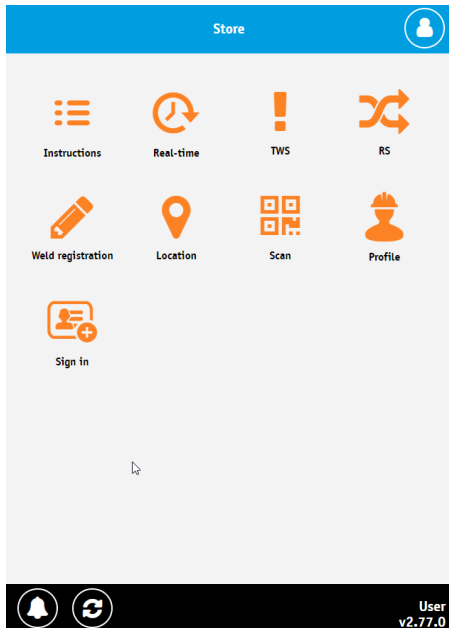 Store
Instructions
Real-time
TWS
RS
Weld registration
Location
Scan
Profile
Sign in
User
v2.77.0